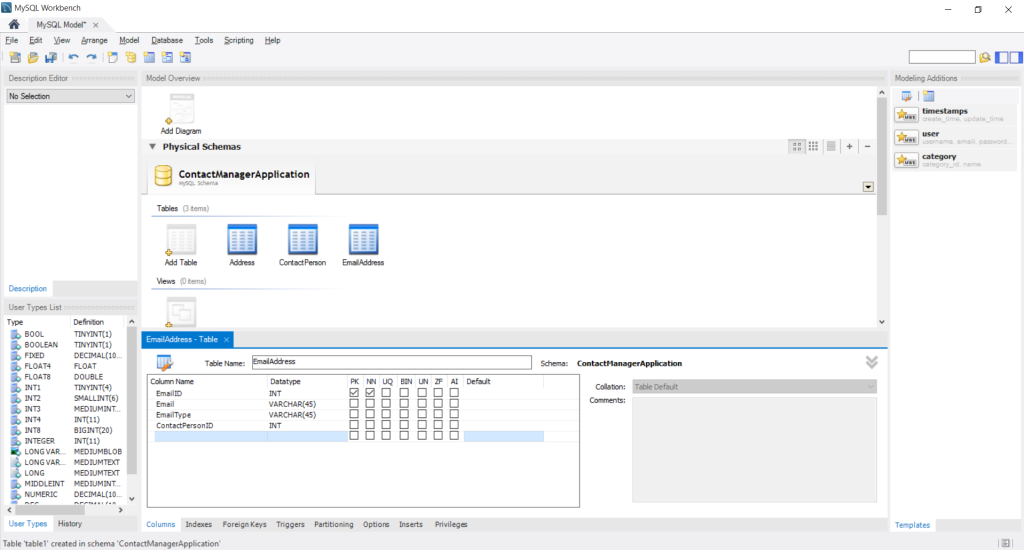 MySQL Workbench
MySQL Model* ×
File Edit View Arrange Model Database Tools Scripting Help
Description Editor
No Selection
Description
User Types List
Type Definition
BOOL TINYINT(1)
BOOLEAN TINYINT(1)
FIXED DECIMAL(10...
FLOAT4 FLOAT
FLOAT8 DOUBLE
INT1 TINYINT(4)
INT2 SMALLINT(6)
INT3 MEDIUMINT...
INT4 INT(11)
INT8 BIGINT(20)
INTEGER INT(11)
LONG VAR... MEDIUMBLOB
LONG VAR... MEDIUMTEXT
LONG MEDIUMTEXT
MIDDLEINT MEDIUMINT...
NUMERIC DECIMAL(10...
DEC DECIMAL(10...
User Types History
Model Overview
Add Diagram
Physical Schemas
ContactManagerApplication
MySQL Schema
Tables (3 items)
Add Table Address ContactPerson EmailAddress
Views (0 items)
EmailAddress - Table ×
Table Name: EmailAddress Schema: ContactManagerApplication
Column Name Datatype PK NN UQ BIN UN ZF AI Default
EmailID INT
Email VARCHAR(45)
EmailType VARCHAR(45)
ContactPersonID INT
Collation: Table Default
Comments:
Columns Indexes Foreign Keys Triggers Partitioning Options Inserts Privileges
Modeling Additions
timestamps
create_time, update_time
user
username, email, password...
category
category_id, name
Templates
Table 'table1' created in schema 'ContactManagerApplication'